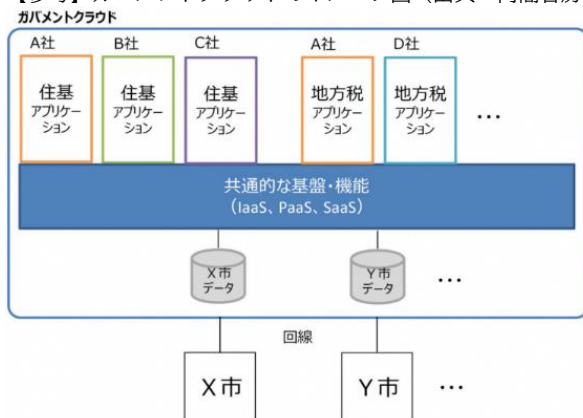 ガバメントクラウド
A社
B社
C社
A社
D社
住基
アプリケー
ション
住基
アプリケー
ション
住基
アプリケー
ション
地方税
アプリケー
ション
地方税
アプリケー
ション
…
共通的な基盤・機能
（IaaS、PaaS、SaaS）
X市
データ
Y市
データ
…
回線
X市
Y市
…